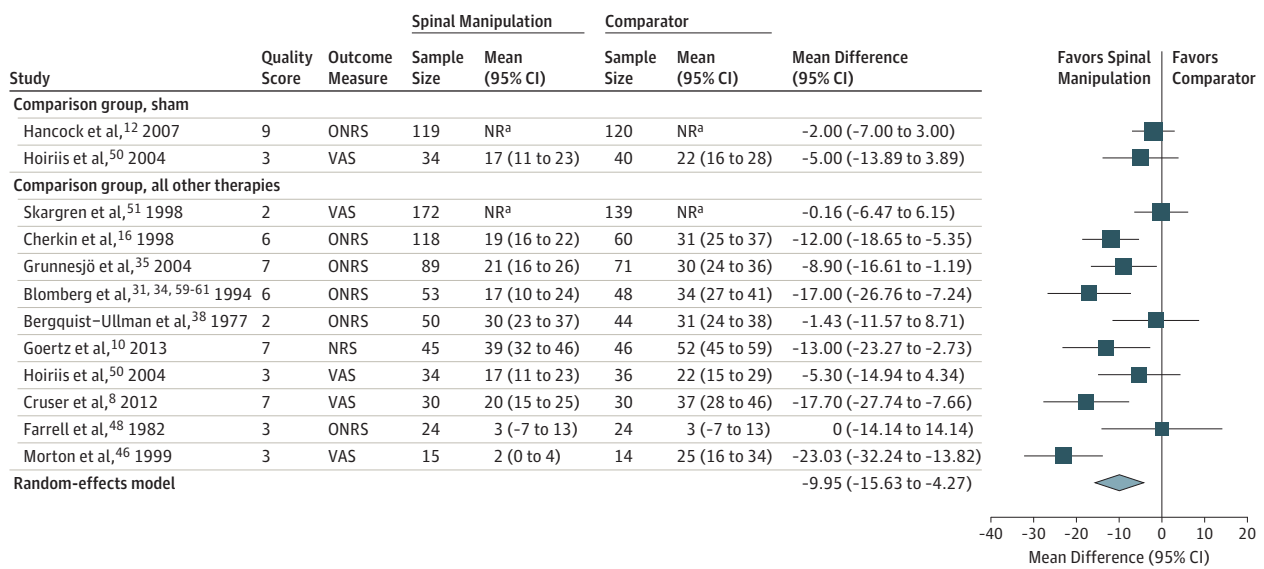 Spinal Manipulation Comparator
Quality Outcome Sample Mean Sample Mean Mean Difference Favors Spinal Favors
Study Score Measure Size (95% CI) Size (95% CI) (95% CI) Manipulation Comparator
Comparison group, sham
Hancock et al,12 2007 9 ONRS 119 NRa 120 NRa -2.00 (-7.00 to 3.00)
Hoiriis et al,50 2004 3 VAS 34 17 (11 to 23) 40 22 (16 to 28) -5.00 (-13.89 to 3.89)
Comparison group, all other therapies
Skargren et al,51 1998 2 VAS 172 NRa 139 NRa -0.16 (-6.47 to 6.15)
Cherkin et al,16 1998 6 ONRS 118 19 (16 to 22) 60 31 (25 to 37) -12.00 (-18.65 to -5.35)
Grunnesjö et al,35 2004 7 ONRS 89 21 (16 to 26) 71 30 (24 to 36) -8.90 (-16.61 to -1.19)
Blomberg et al,31, 34, 59-61 1994 6 ONRS 53 17 (10 to 24) 48 34 (27 to 41) -17.00 (-26.76 to -7.24)
Bergquist–Ullman et al,38 1977 2 ONRS 50 30 (23 to 37) 44 31 (24 to 38) -1.43 (-11.57 to 8.71)
Goertz et al,10 2013 7 NRS 45 39 (32 to 46) 46 52 (45 to 59) -13.00 (-23.27 to -2.73)
Hoiriis et al,50 2004 3 VAS 34 17 (11 to 23) 36 22 (15 to 29) -5.30 (-14.94 to 4.34)
Cruser et al,8 2012 7 VAS 30 20 (15 to 25) 30 37 (28 to 46) -17.70 (-27.74 to -7.66)
Farrell et al,48 1982 3 ONRS 24 3 (-7 to 13) 24 3 (-7 to 13) 0 (-14.14 to 14.14)
Morton et al,46 1999 3 VAS 15 2 (0 to 4) 14 25 (16 to 34) -23.03 (-32.24 to -13.82)
Random-effects model -9.95 (-15.63 to -4.27)
-40 -30 -20 -10 0 10 20
Mean Difference (95% CI)